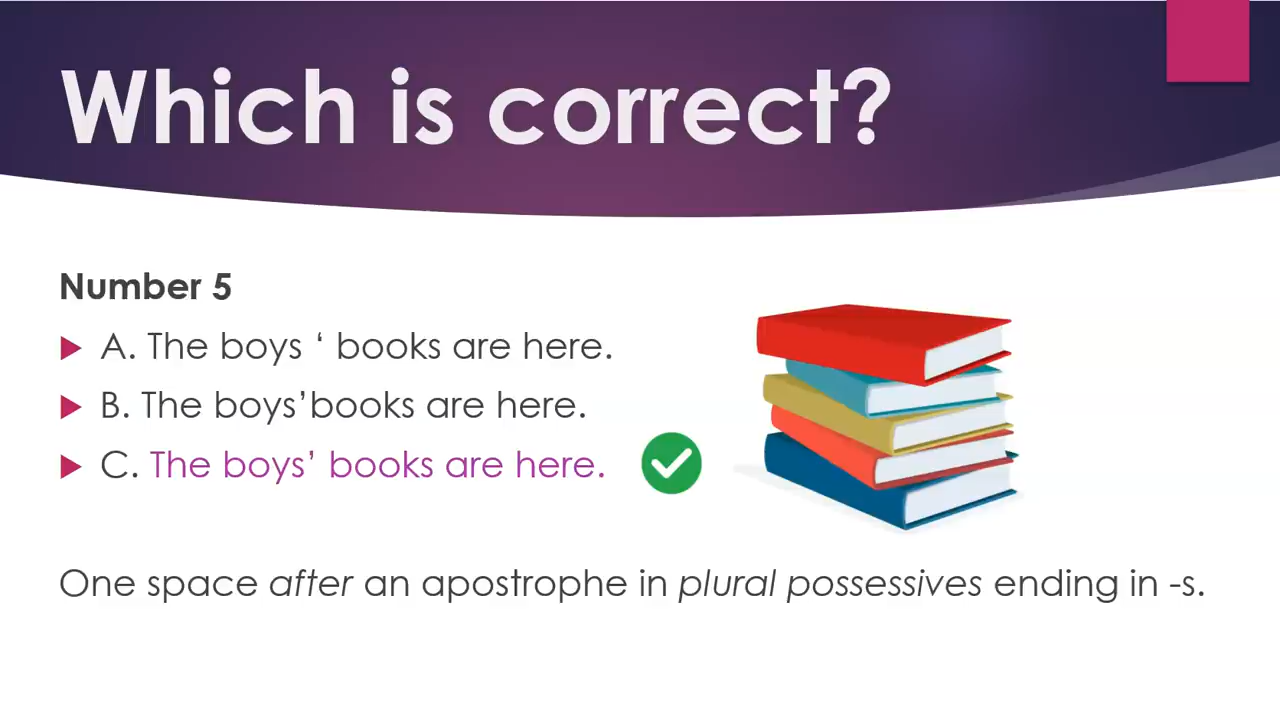 Which is correct?
Number 5
A. The boys ‘ books are here.
B. The boys’books are here.
C. The boys’ books are here.
One space after an apostrophe in plural possessives ending in -s.